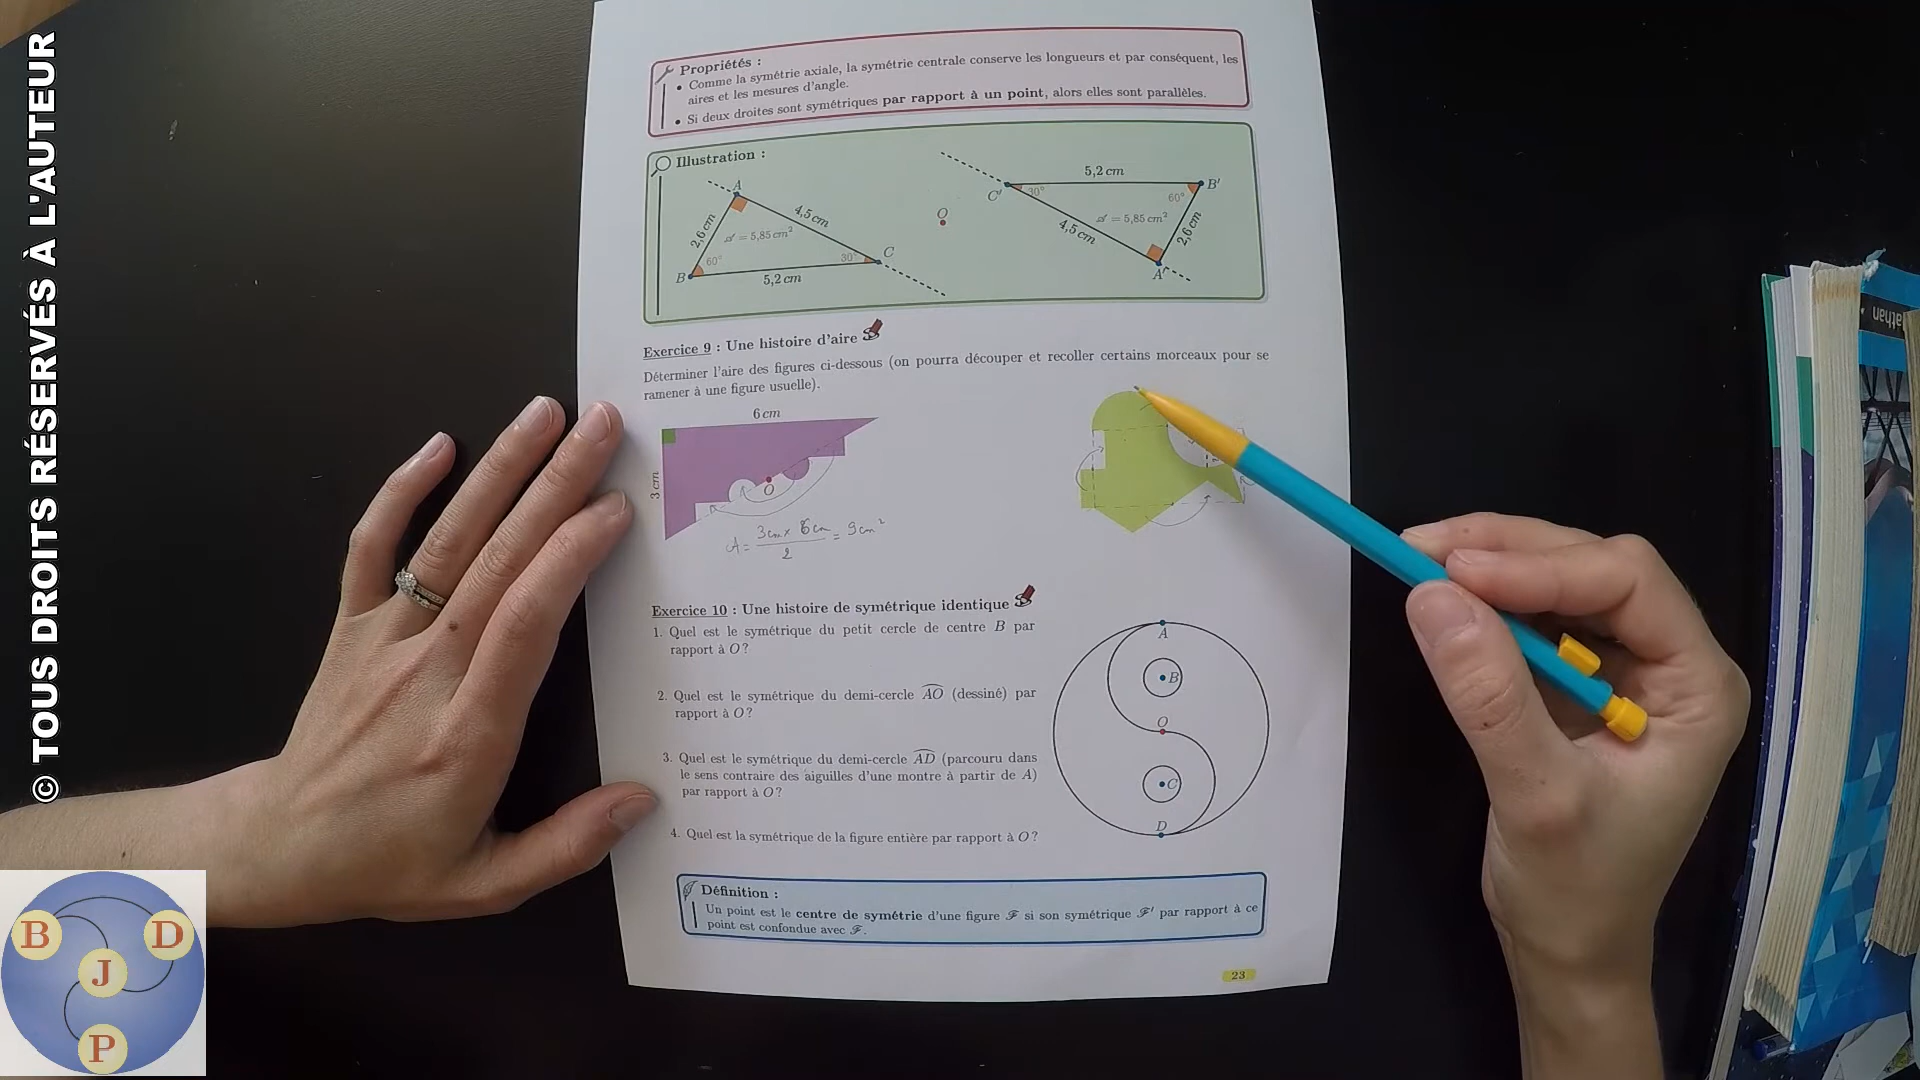 © TOUS DROITS RÉSERVÉS À L'AUTEUR
Propriétés :
• Comme la symétrie axiale, la symétrie centrale conserve les longueurs et par conséquent, les
aires et les mesures d'angle.
• Si deux droites sont symétriques par rapport à un point, alors elles sont parallèles.
Illustration :
A
2,6 cm
4,5 cm
𝒜 = 5,85 cm²
B
60°
30°
C
5,2 cm
O
C'
30°
5,2 cm
60°
B'
𝒜 = 5,85 cm²
4,5 cm
2,6 cm
A'
Exercice 9 : Une histoire d'aire
Déterminer l'aire des figures ci-dessous (on pourra découper et recoller certains morceaux pour se
ramener à une figure usuelle).
6 cm
3 cm
O
A = 3cm × 6cm / 2 = 9cm²
Exercice 10 : Une histoire de symétrique identique
1. Quel est le symétrique du petit cercle de centre B par
rapport à O ?
2. Quel est le symétrique du demi-cercle AO (dessiné) par
rapport à O ?
3. Quel est le symétrique du demi-cercle AD (parcouru dans
le sens contraire des aiguilles d'une montre à partir de A)
par rapport à O ?
4. Quel est la symétrique de la figure entière par rapport à O ?
A
B
O
C
D
Définition :
Un point est le centre de symétrie d'une figure ℱ si son symétrique ℱ' par rapport à ce
point est confondue avec ℱ.
23
B
D
J
P